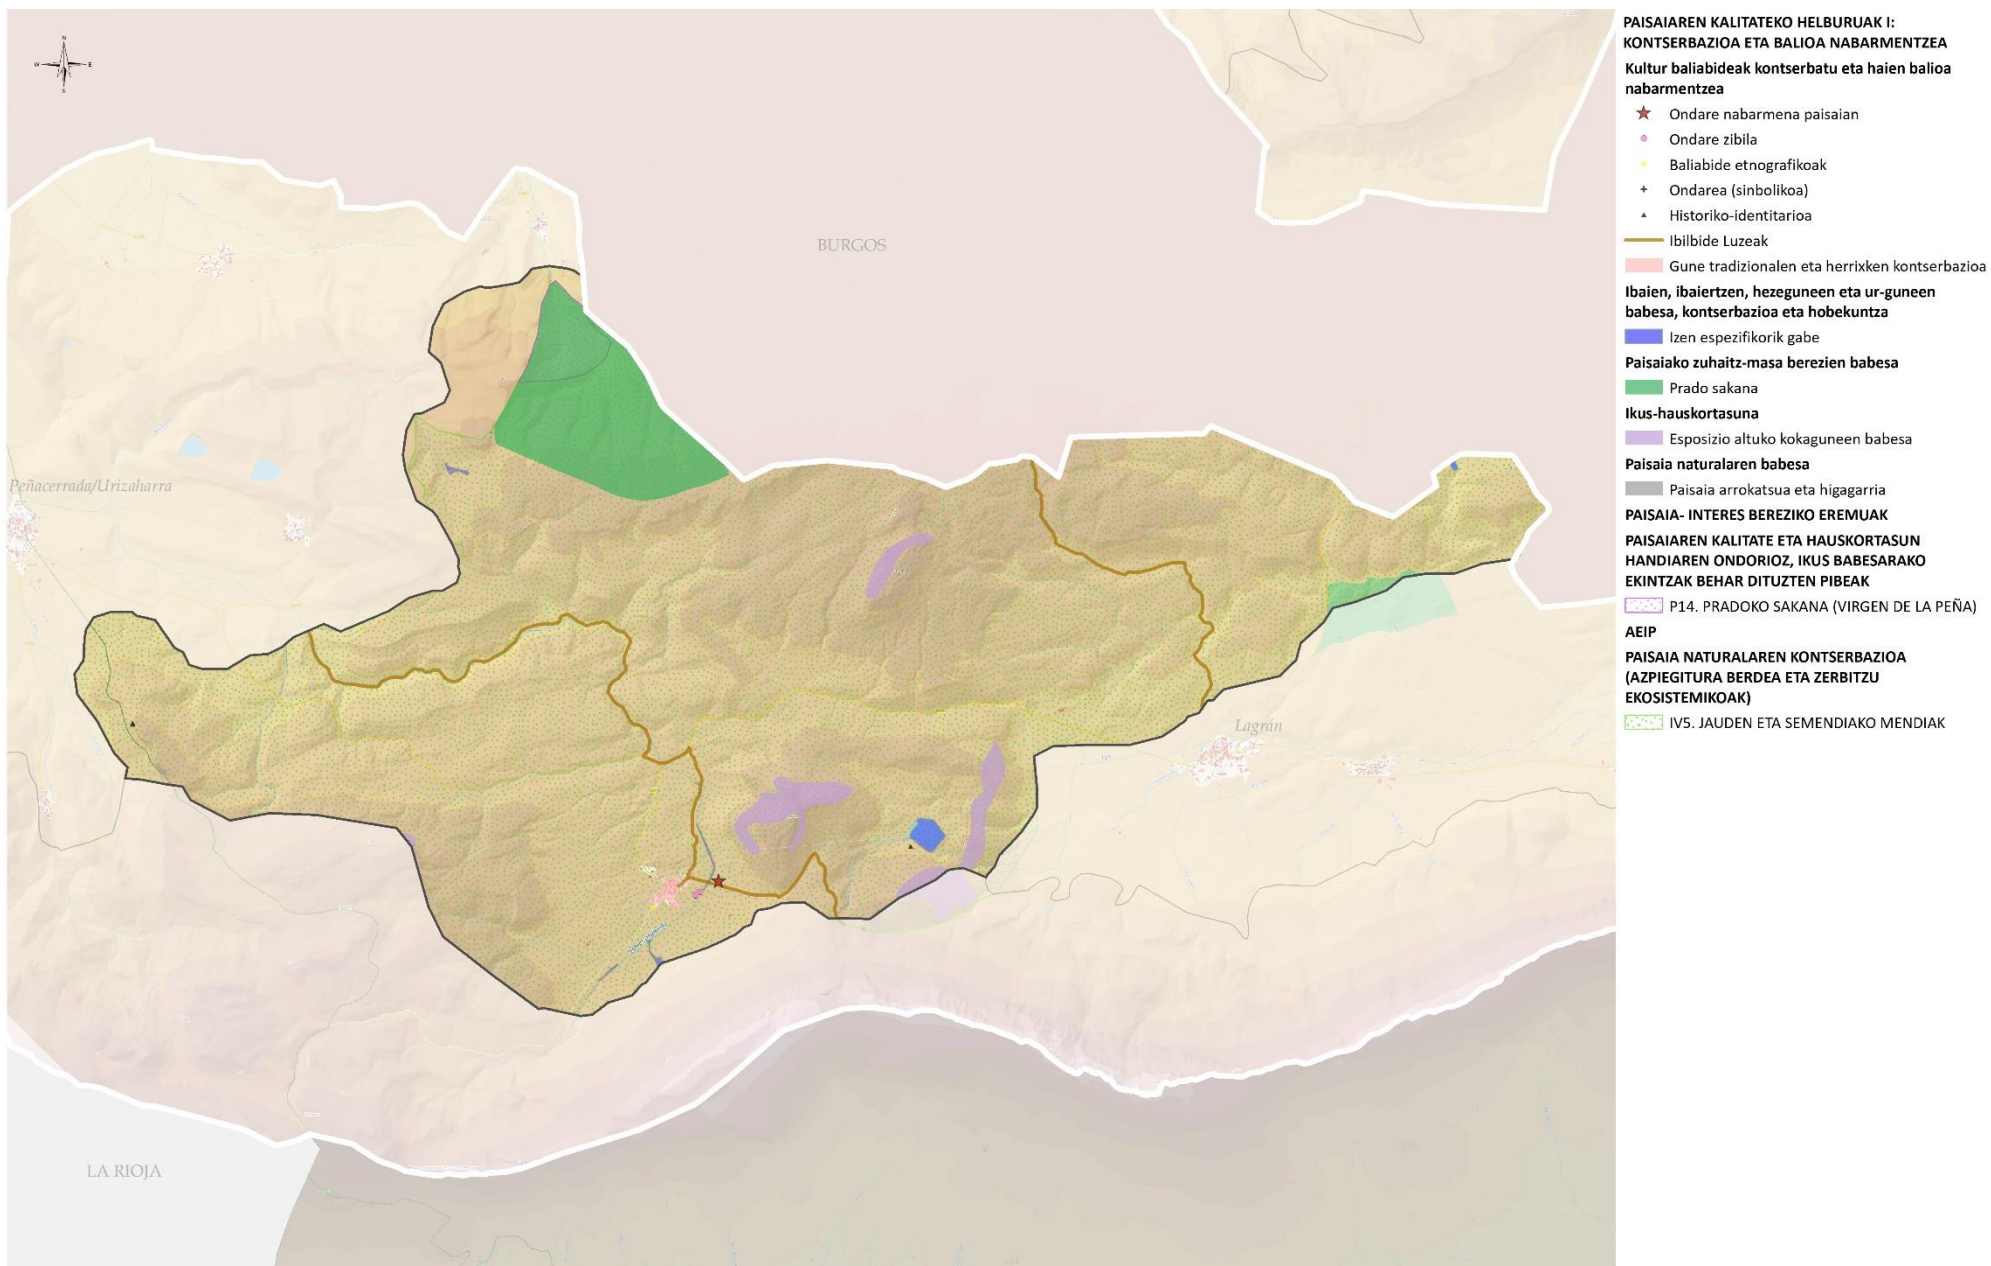 N
W
E
S
BURGOS
Peñacerrada/Urizaharra
Lagrán
LA RIOJA
PAISAIAREN KALITATEKO HELBURUAK I:
KONTSERBAZIOA ETA BALIOA NABARMENTZEA
Kultur baliabideak kontserbatu eta haien balioa
nabarmentzea
Ondare nabarmena paisaian
Ondare zibila
Baliabide etnografikoak
Ondarea (sinbolikoa)
Historiko-identitarioa
Ibilbide Luzeak
Gune tradizionalen eta herrixken kontserbazioa
Ibaien, ibaiertzen, hezeguneen eta ur-guneen
babesa, kontserbazioa eta hobekuntza
Izen espezifikorik gabe
Paisaiako zuhaitz-masa berezien babesa
Prado sakana
Ikus-hauskortasuna
Esposizio altuko kokaguneen babesa
Paisaia naturalaren babesa
Paisaia arrokatsua eta higagarria
PAISAIA- INTERES BEREZIKO EREMUAK
PAISAIAREN KALITATE ETA HAUSKORTASUN
HANDIAREN ONDORIOZ, IKUS BABESARAKO
EKINTZAK BEHAR DITUZTEN PIBEAK
P14. PRADOKO SAKANA (VIRGEN DE LA PEÑA)
AEIP
PAISAIA NATURALAREN KONTSERBAZIOA
(AZPIEGITURA BERDEA ETA ZERBITZU
EKOSISTEMIKOAK)
IV5. JAUDEN ETA SEMENDIAKO MENDIAK